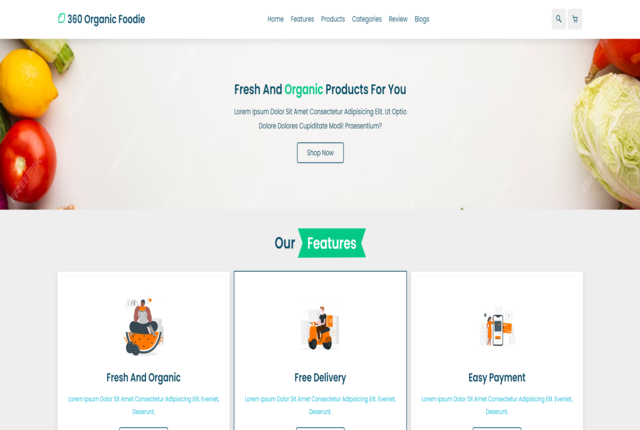 360 Organic Foodie
Home Features Products Categories Review Blogs
Fresh And Organic Products For You
Lorem Ipsum Dolor Sit Amet Consectetur Adipisicing Elit. Ut Optio
Dolore Dolores Cupiditate Modi! Praesentium?
Shop Now
Our Features
Fresh And Organic
Lorem Ipsum Dolor Sit Amet Consectetur Adipisicing Elit. Eveniet,
Deserunt.
Free Delivery
Lorem Ipsum Dolor Sit Amet Consectetur Adipisicing Elit. Eveniet,
Deserunt.
Easy Payment
Lorem Ipsum Dolor Sit Amet Consectetur Adipisicing Elit. Eveniet,
Deserunt.